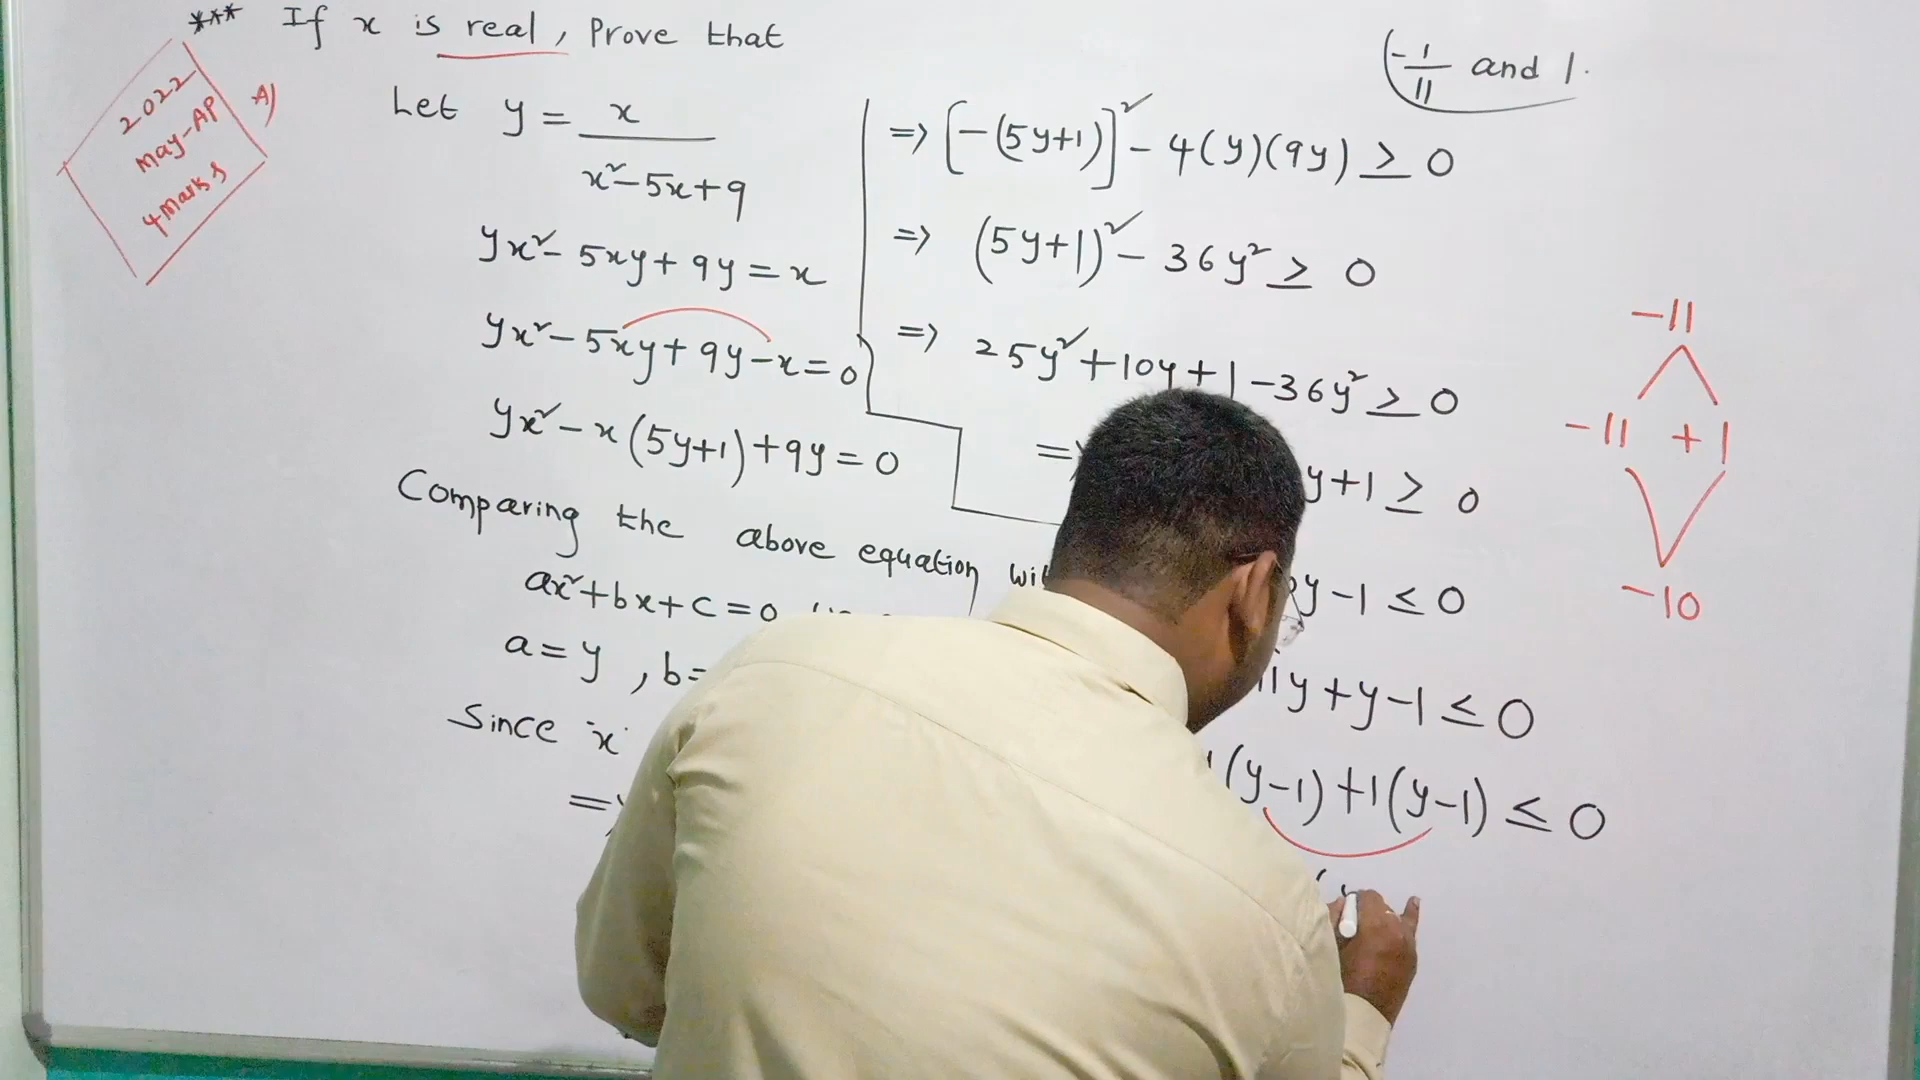 *** If x is real, Prove that
(-1/11 and 1.
2022
May-AP
4 Marks
A)
Let y = x / x²-5x+9
yx²- 5xy+9y=x
yx²-5xy+9y-x=0
yx²-x(5y+1)+9y=0
Comparing the above equation
ax²+bx+c=0
a=y, b=
Since 'x'
=>
=> [-(5y+1)]²- 4(y)(9y) ≥ 0
=> (5y+1)²- 36y² ≥ 0
=> 25y²+10y+1-36y² ≥ 0
=> y+1 ≥ 0
y-1 ≤ 0
11y+y-1 ≤ 0
(y-1)+1(y-1) ≤ 0
-11
-11 +1
-10